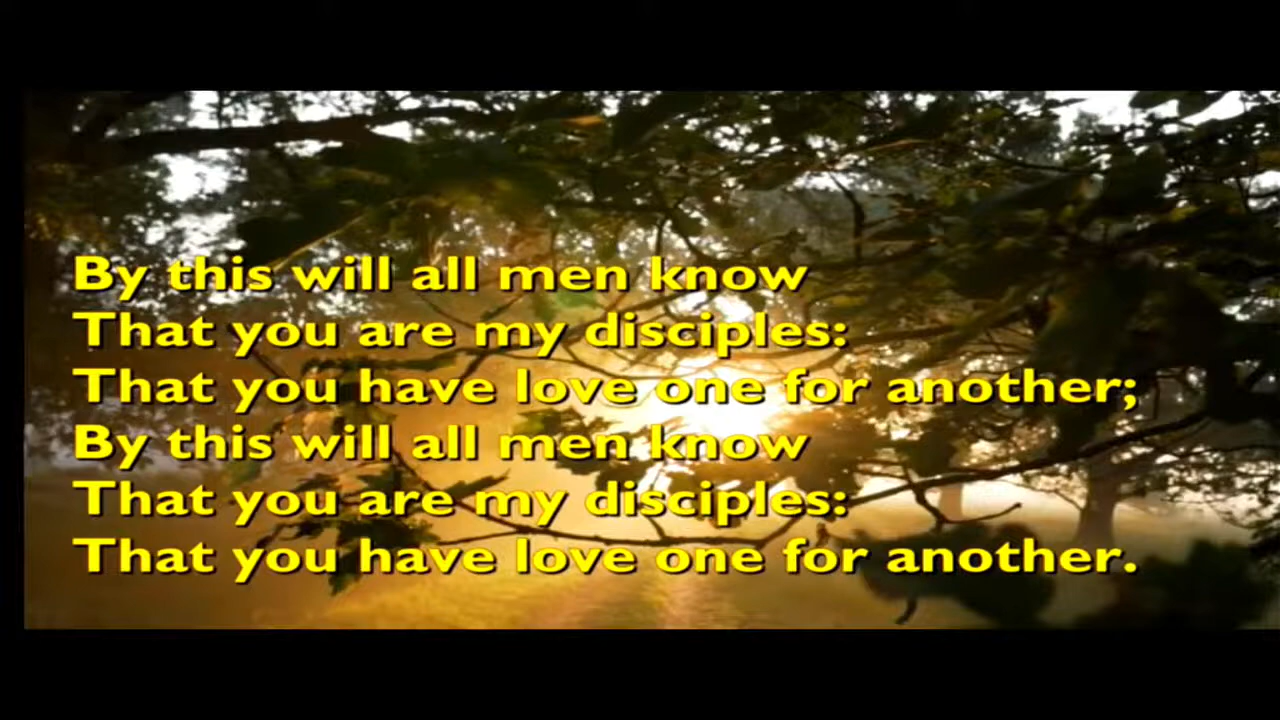 By this will all men know
That you are my disciples:
That you have love one for another;
By this will all men know
That you are my disciples:
That you have love one for another.